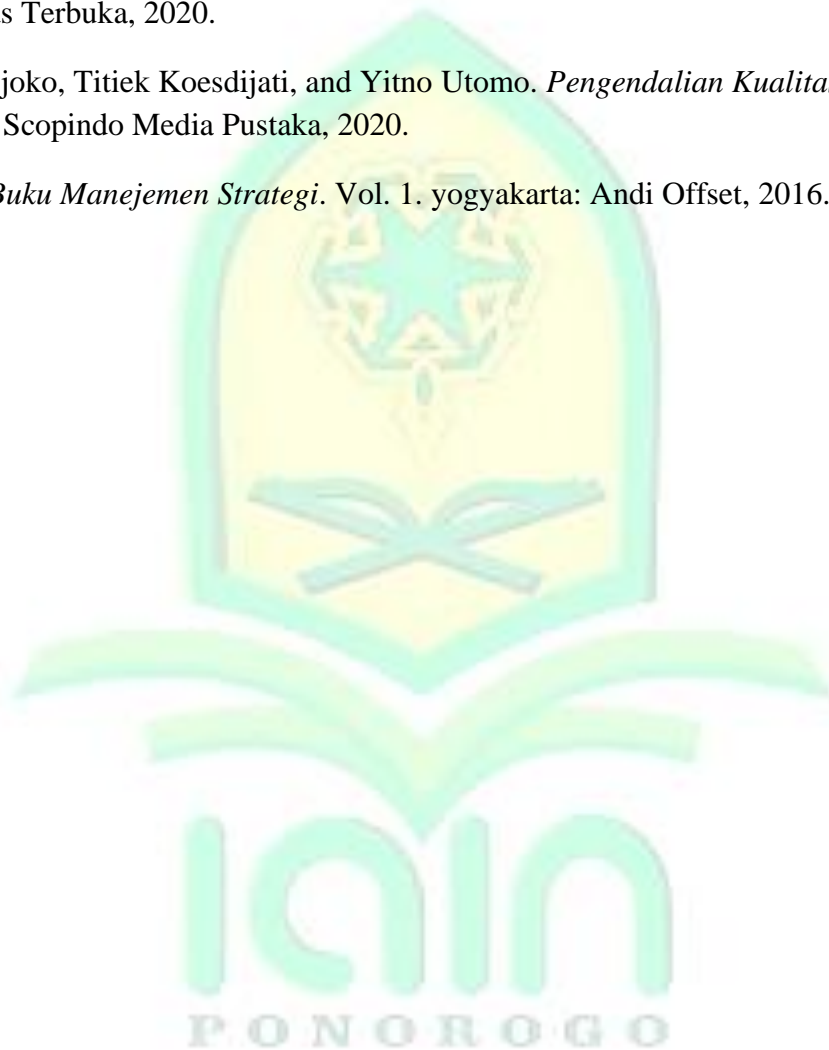 s Terbuka, 2020.
joko, Titiek Koesdijati, and Yitno Utomo. Pengendalian Kualita
Scopindo Media Pustaka, 2020.
Buku Manejemen Strategi. Vol. 1. yogyakarta: Andi Offset, 2016.
iain
PONOROGO